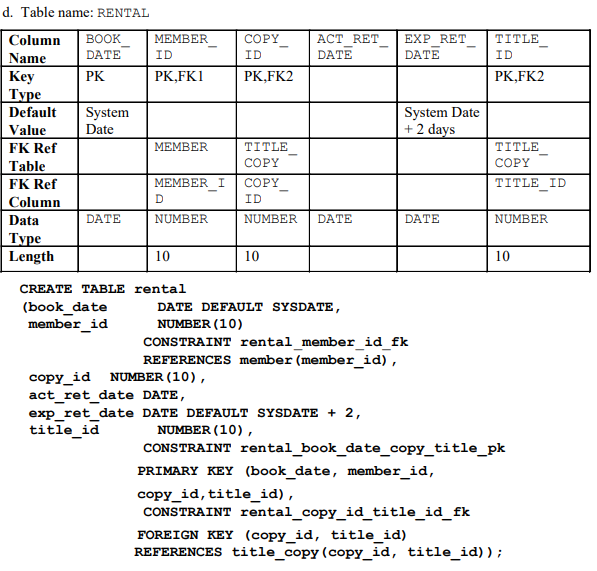 d. Table name: RENTAL
Column Name BOOK_ DATE MEMBER_ ID COPY_ ID ACT_RET_ DATE EXP_RET_ DATE TITLE_ ID
Key Type PK PK,FK1 PK,FK2 PK,FK2
Default Value System Date System Date + 2 days
FK Ref Table MEMBER TITLE_ COPY TITLE_ COPY
FK Ref Column MEMBER_I D COPY_ ID TITLE_ID
Data Type DATE NUMBER NUMBER DATE DATE NUMBER
Length 10 10 10
CREATE TABLE rental
(book_date DATE DEFAULT SYSDATE,
member_id NUMBER(10)
CONSTRAINT rental_member_id_fk
REFERENCES member(member_id),
copy_id NUMBER(10),
act_ret_date DATE,
exp_ret_date DATE DEFAULT SYSDATE + 2,
title_id NUMBER(10),
CONSTRAINT rental_book_date_copy_title_pk
PRIMARY KEY (book_date, member_id,
copy_id,title_id),
CONSTRAINT rental_copy_id_title_id_fk
FOREIGN KEY (copy_id, title_id)
REFERENCES title_copy(copy_id, title_id));